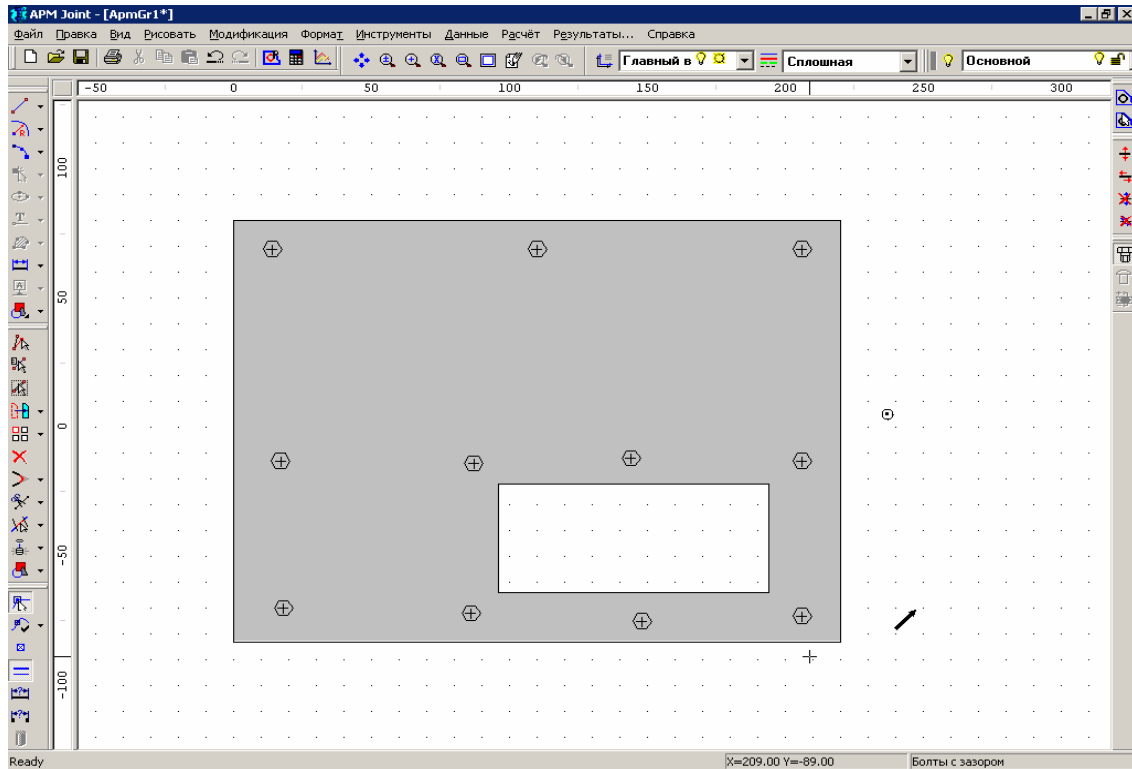 APM Joint - [ApmGr1*]
Файл Правка Вид Рисовать Модификация Формат Инструменты Данные Расчёт Результаты... Справка
Главный в Сплошная Основной
-50 0 50 100 150 200 250 300
100
50
0
-50
-100
Ready X=209.00 Y=-89.00 Болты с зазором